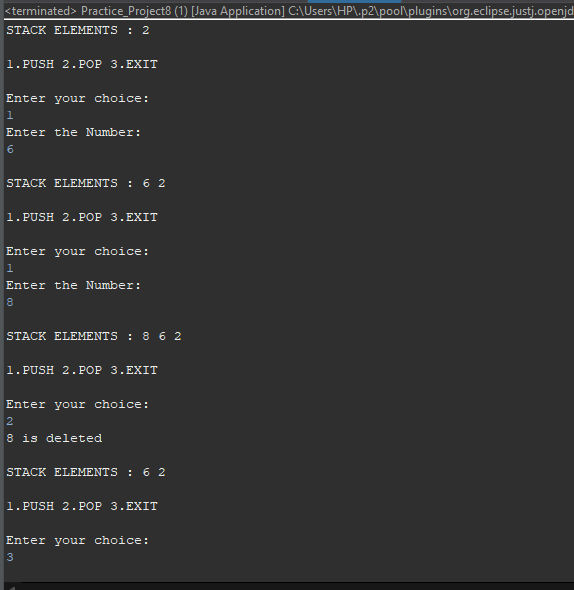 <terminated> Practice_Project8 (1) [Java Application] C:\Users\HP\.p2\pool\plugins\org.eclipse.justj.openjd
STACK ELEMENTS : 2
1.PUSH 2.POP 3.EXIT
Enter your choice:
1
Enter the Number:
6
STACK ELEMENTS : 6 2
1.PUSH 2.POP 3.EXIT
Enter your choice:
1
Enter the Number:
8
STACK ELEMENTS : 8 6 2
1.PUSH 2.POP 3.EXIT
Enter your choice:
2
8 is deleted
STACK ELEMENTS : 6 2
1.PUSH 2.POP 3.EXIT
Enter your choice:
3